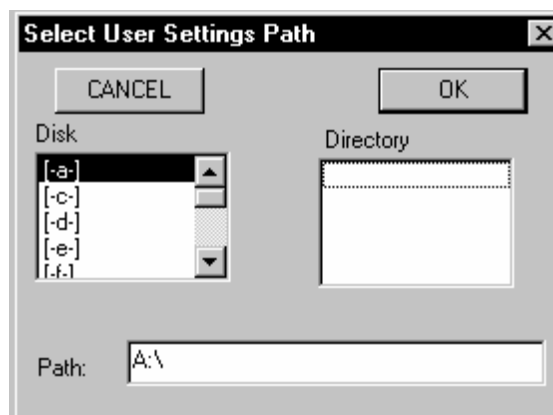 Select User Settings Path
CANCEL OK
Disk Directory
[-a-]
[-c-]
[-d-]
[-e-]
[-f-]
Path: A:\